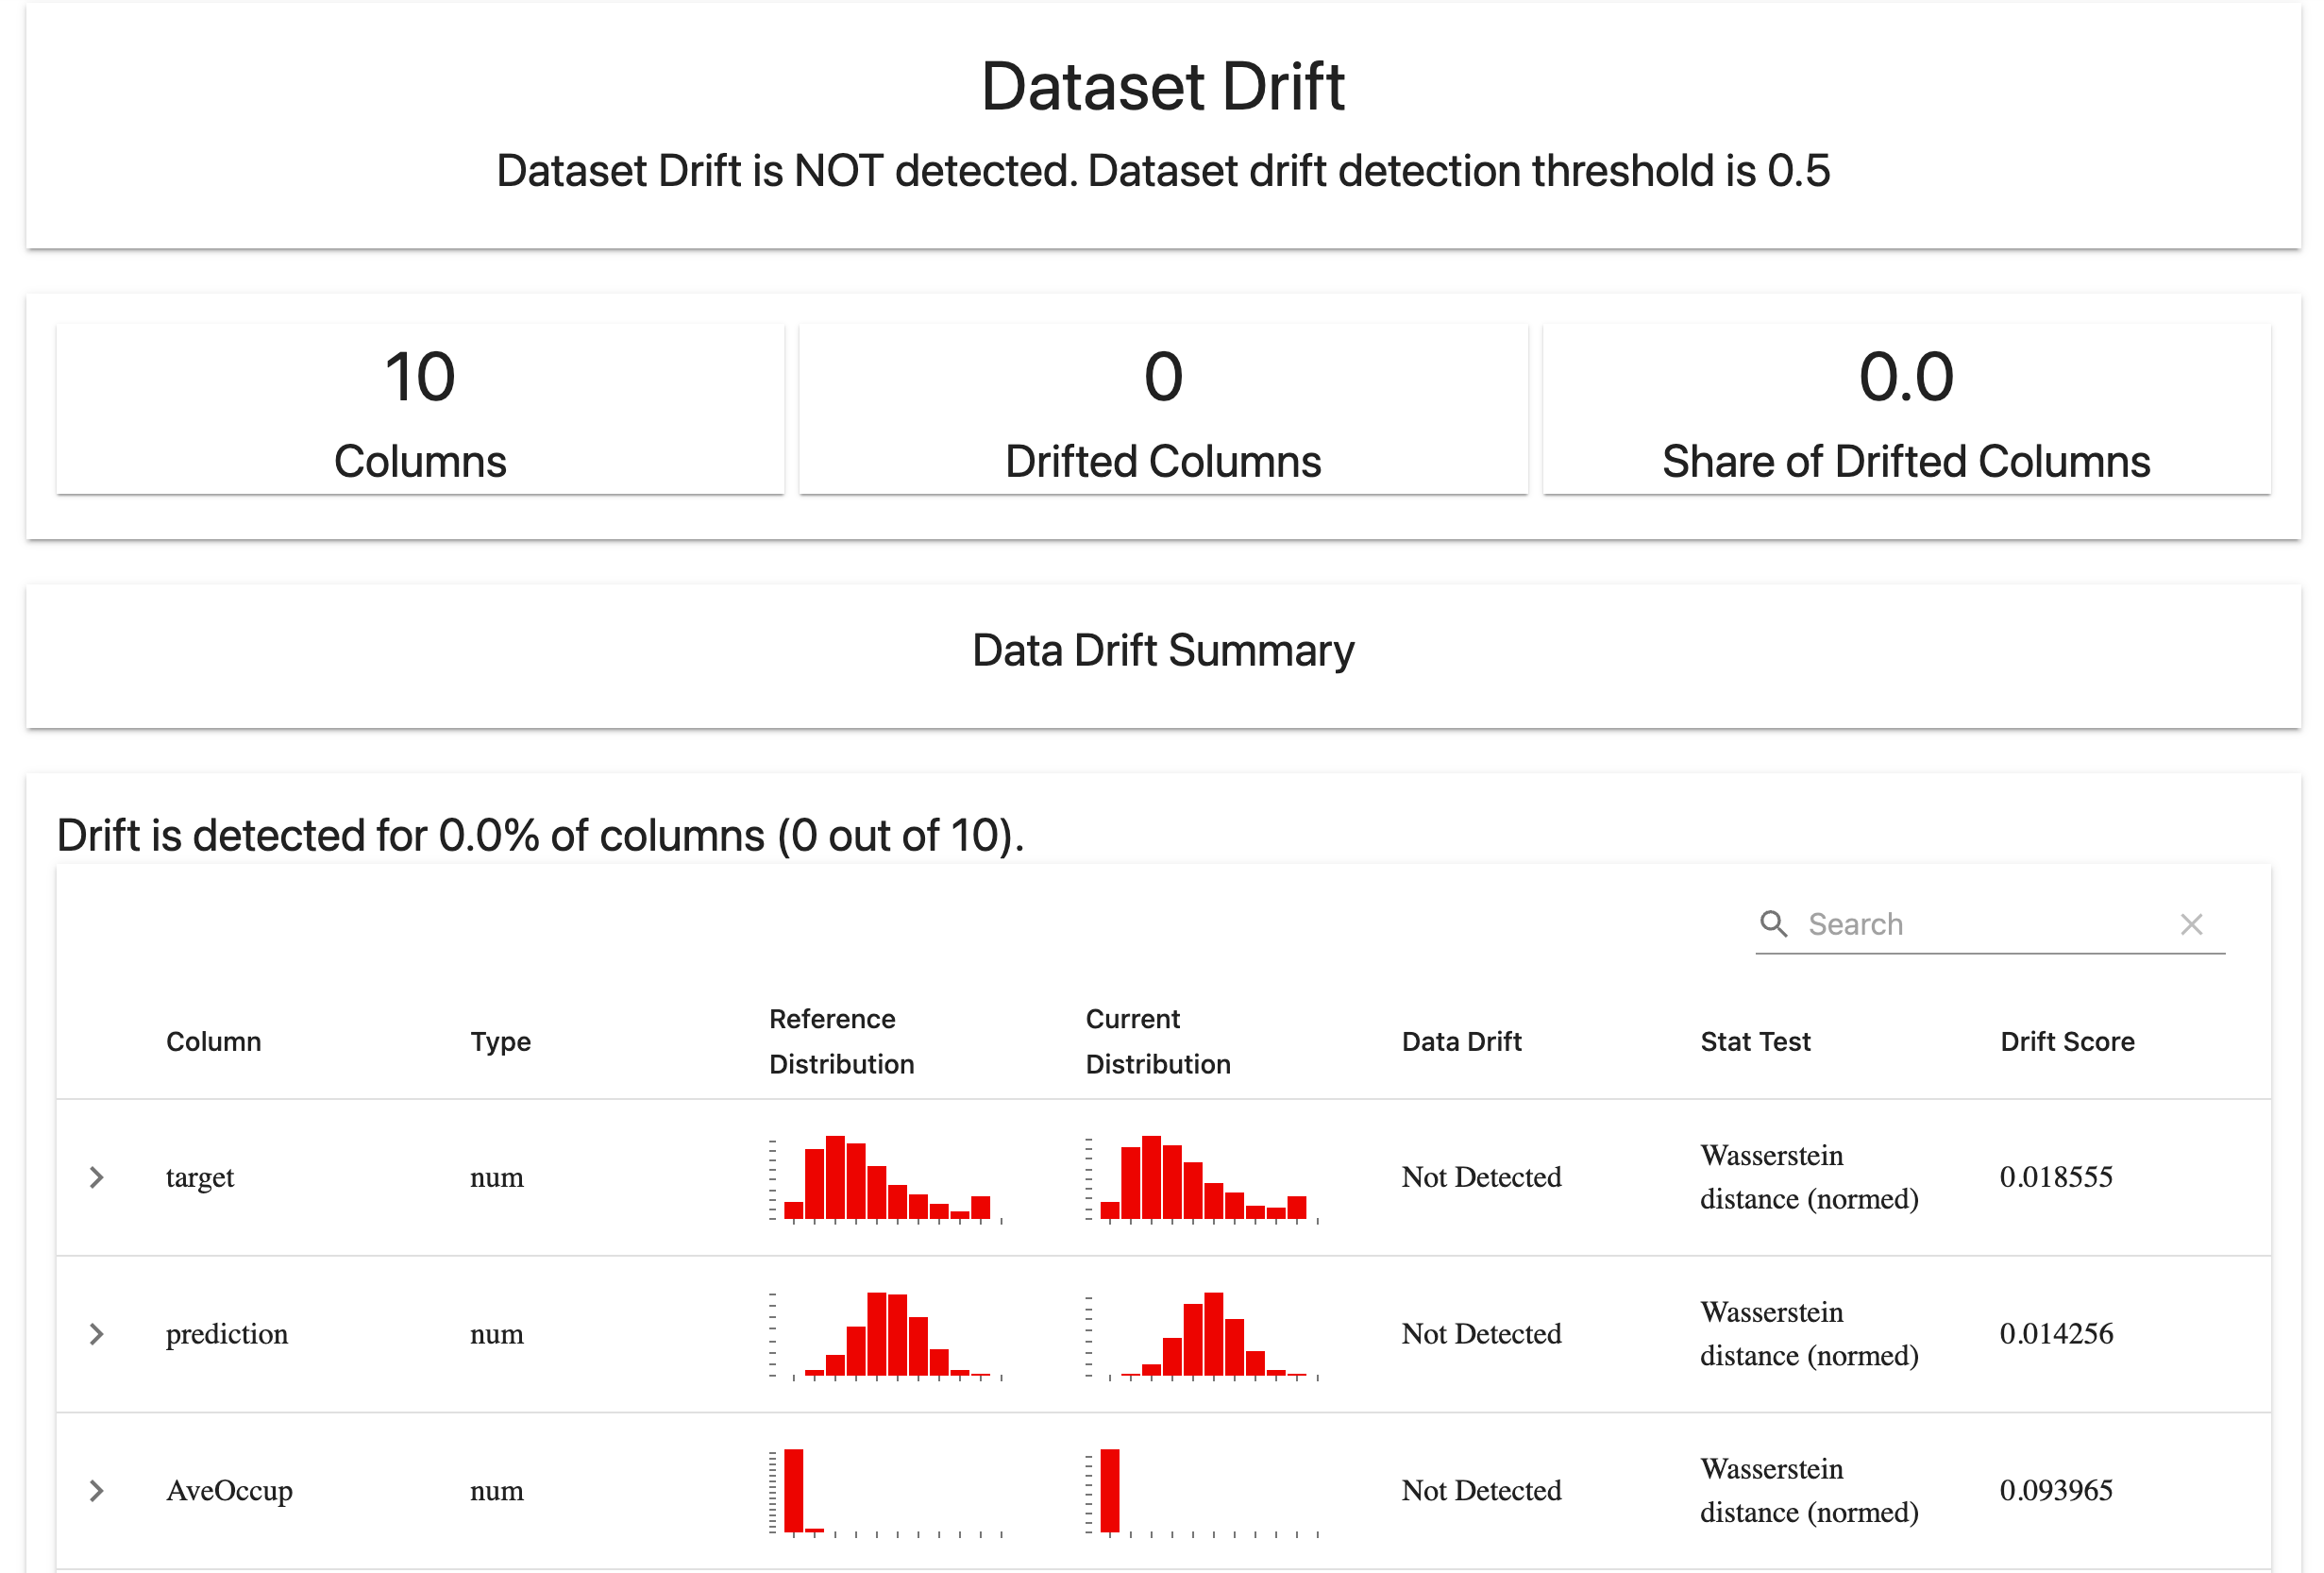 Dataset Drift
Dataset Drift is NOT detected. Dataset drift detection threshold is 0.5
10
Columns
0
Drifted Columns
0.0
Share of Drifted Columns
Data Drift Summary
Drift is detected for 0.0% of columns (0 out of 10).
Search
Column
Type
Reference
Distribution
Current
Distribution
Data Drift
Stat Test
Drift Score
target
num
Not Detected
Wasserstein
distance (normed)
0.018555
prediction
num
Not Detected
Wasserstein
distance (normed)
0.014256
AveOccup
num
Not Detected
Wasserstein
distance (normed)
0.093965